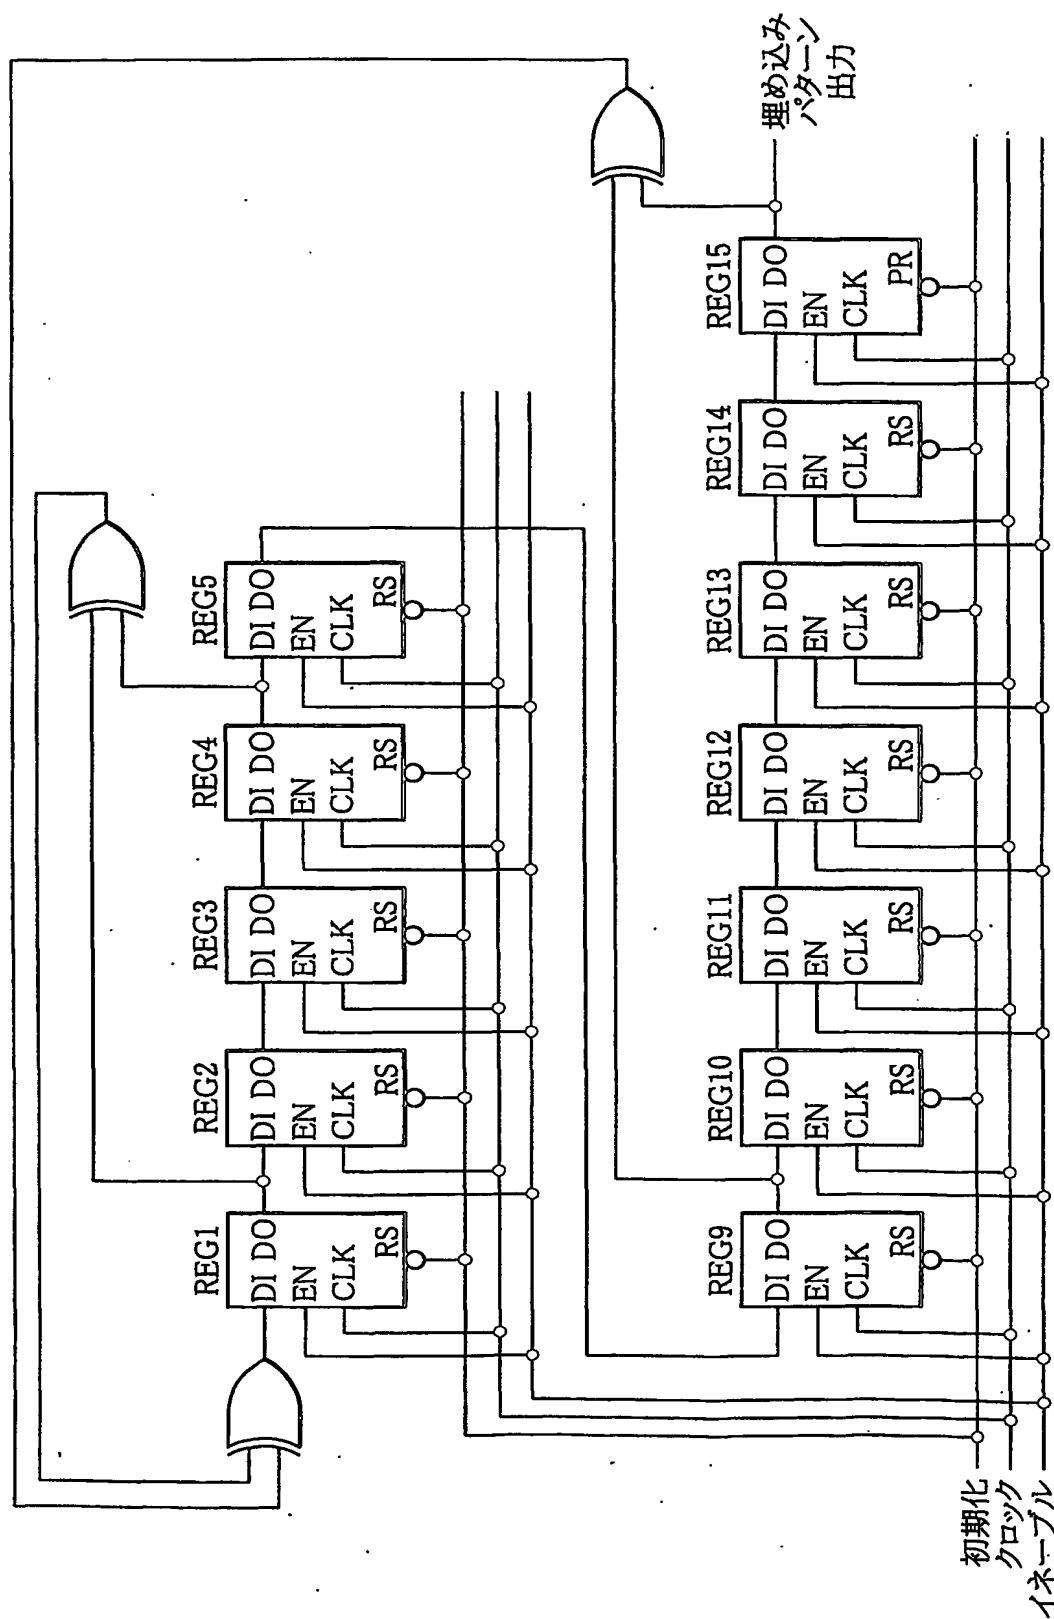 REG1
DI DO
EN
CLK
RS
REG2
DI DO
EN
CLK
RS
REG3
DI DO
EN
CLK
RS
REG4
DI DO
EN
CLK
RS
REG5
DI DO
EN
CLK
RS
REG9
DI DO
EN
CLK
RS
REG10
DI DO
EN
CLK
RS
REG11
DI DO
EN
CLK
RS
REG12
DI DO
EN
CLK
RS
REG13
DI DO
EN
CLK
RS
REG14
DI DO
EN
CLK
RS
REG15
DI DO
EN
CLK
PR
埋め込み
パターン
出力
初期化
クロック
イネーブル